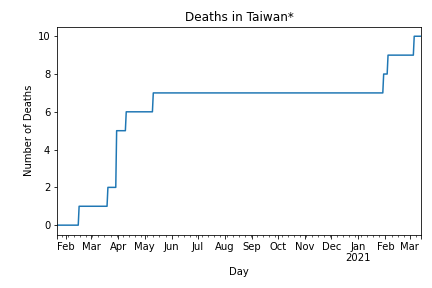 Deaths in Taiwan*
10
8
6
4
2
0
Number of Deaths
Feb Mar Apr May Jun Jul Aug Sep Oct Nov Dec Jan Feb Mar
2021
Day